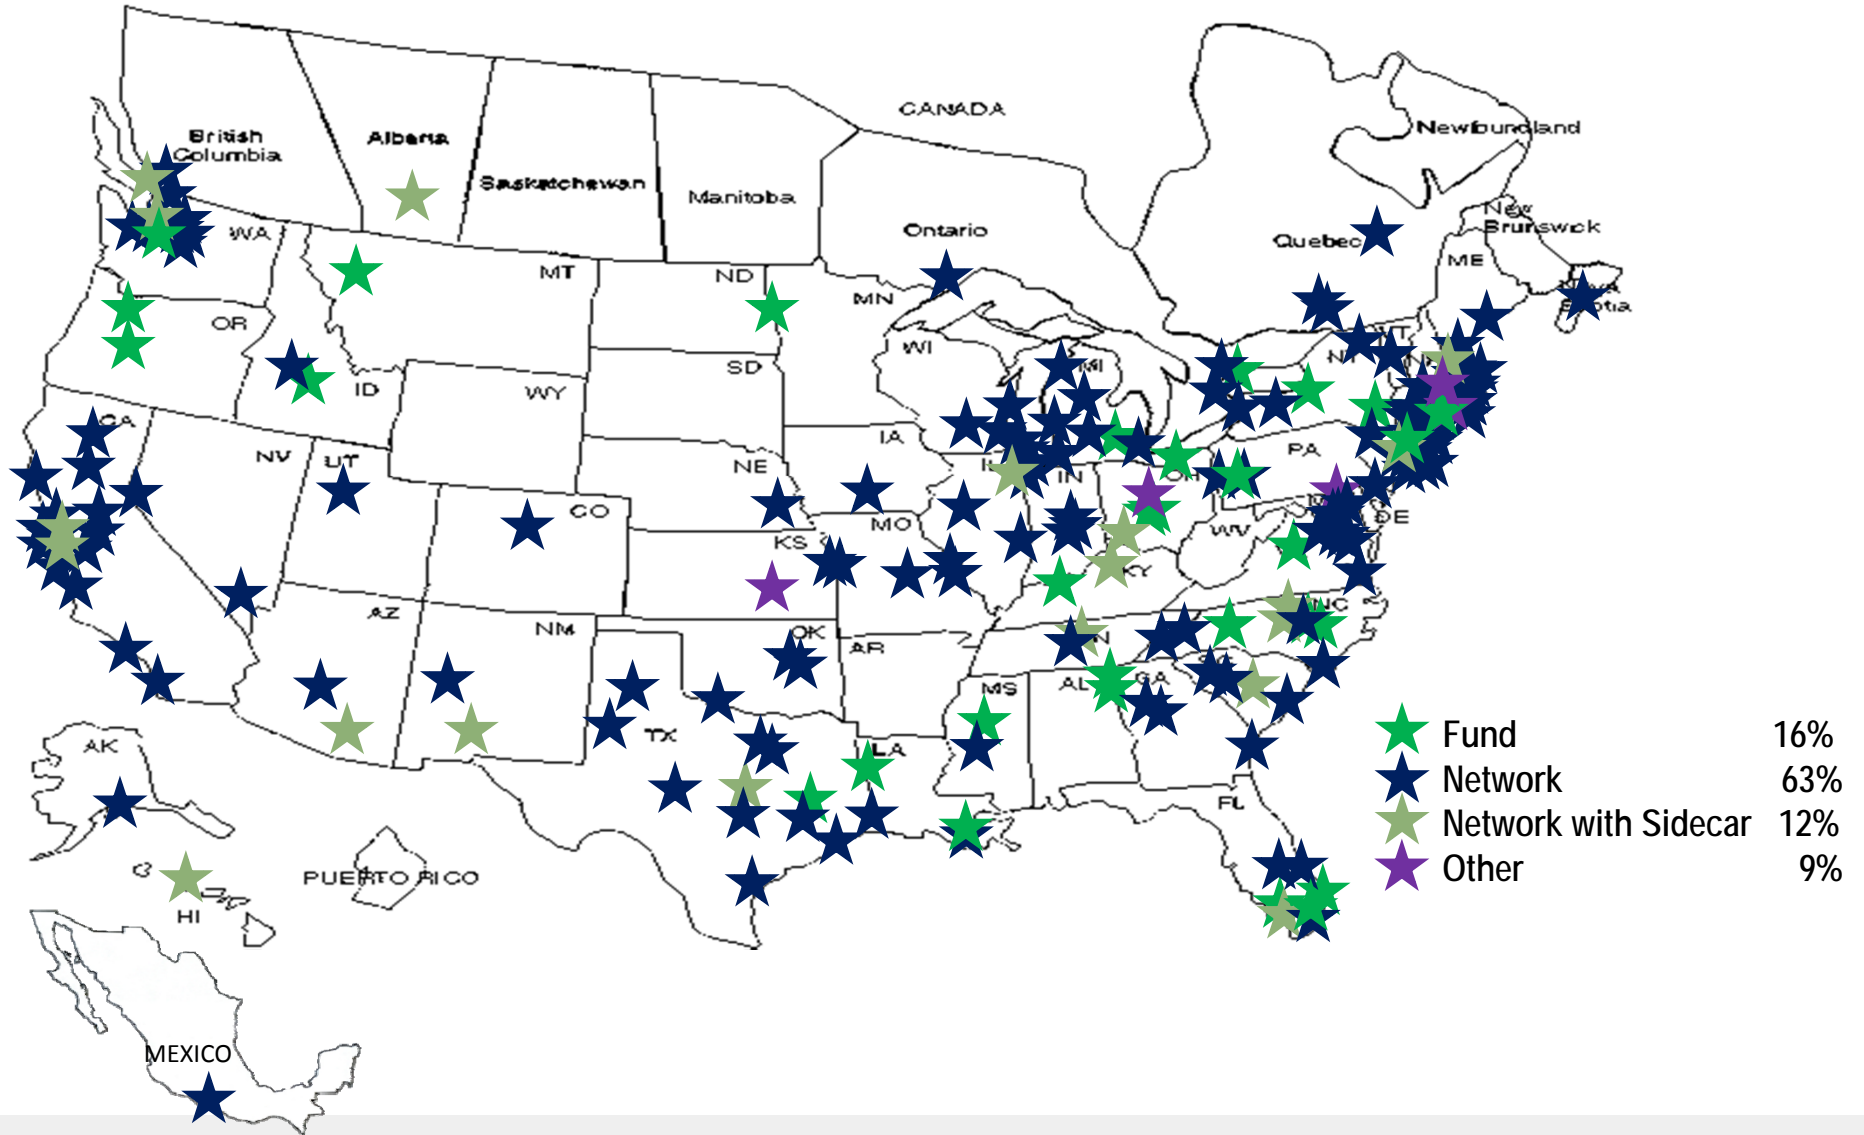 CANADA
British
Columbia
Alberta
Saskatchewan
Manitoba
Ontario
Quebec
Newfoundland
New
Brunswick
WA
MT
ND
MN
ME
OR
ID
WY
SD
WI
MI
VT
CA
NV
UT
NE
IA
IN
OH
PA
CO
KS
MO
WV
DE
KY
AZ
NM
OK
AR
NC
TX
LA
MS
AL
GA
FL
AK
HI
PUERTO RICO
MEXICO
Fund 16%
Network 63%
Network with Sidecar 12%
Other 9%